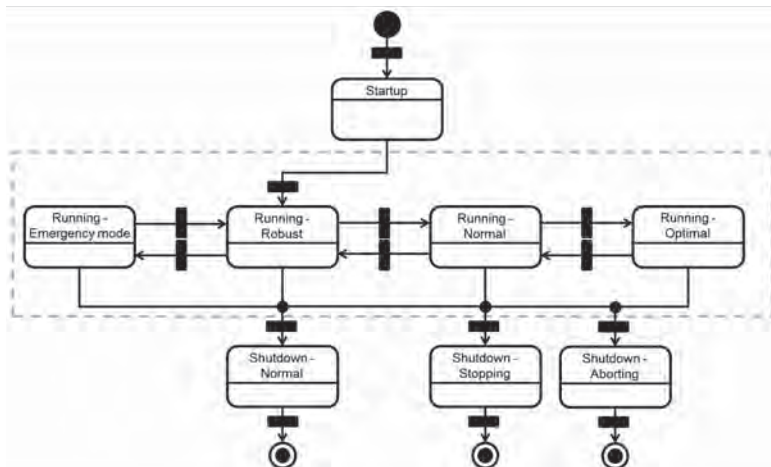 Startup
Running -
Emergency mode
Running -
Robust
Running -
Normal
Running -
Optimal
Shutdown -
Normal
Shutdown -
Stopping
Shutdown -
Aborting